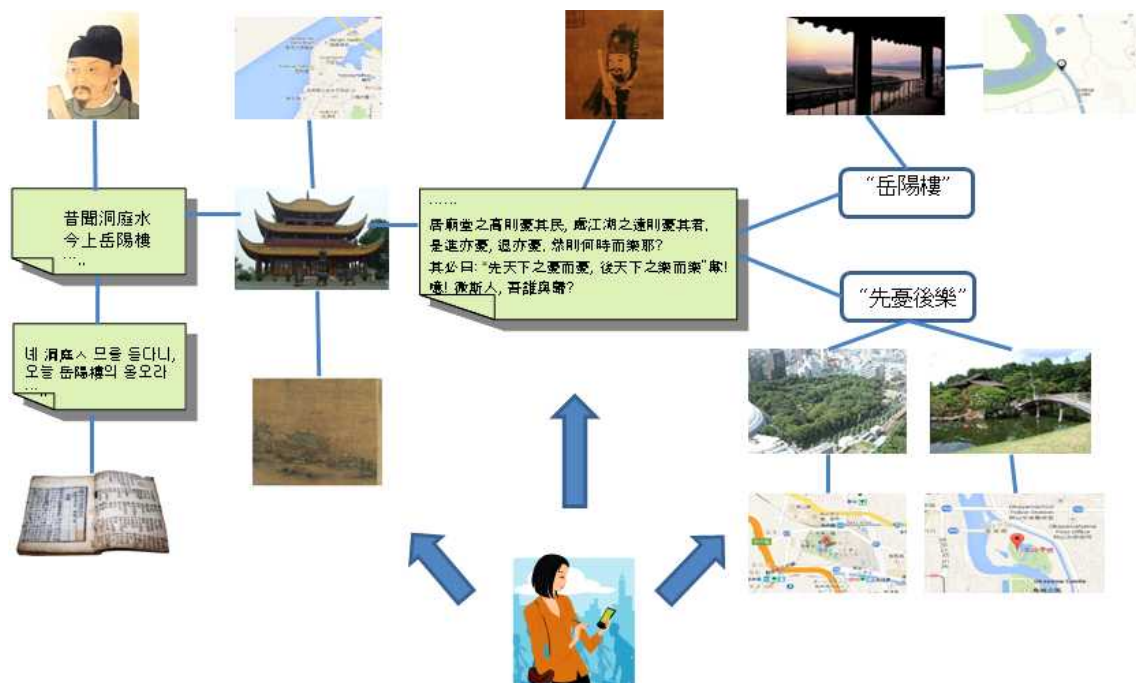 昔聞洞庭水
今上岳陽樓
…..
녜 洞庭ㅅ 므를 듣다니,
오늘 岳陽樓의 올오라
…..
……
居廟堂之高則憂其民, 處江湖之遠則憂其君,
是進亦憂, 退亦憂, 然則何時而樂耶?
其必曰: “先天下之憂而憂, 後天下之樂而樂”歟!
噫! 微斯人, 吾誰與歸?
“岳陽樓”
“先憂後樂”